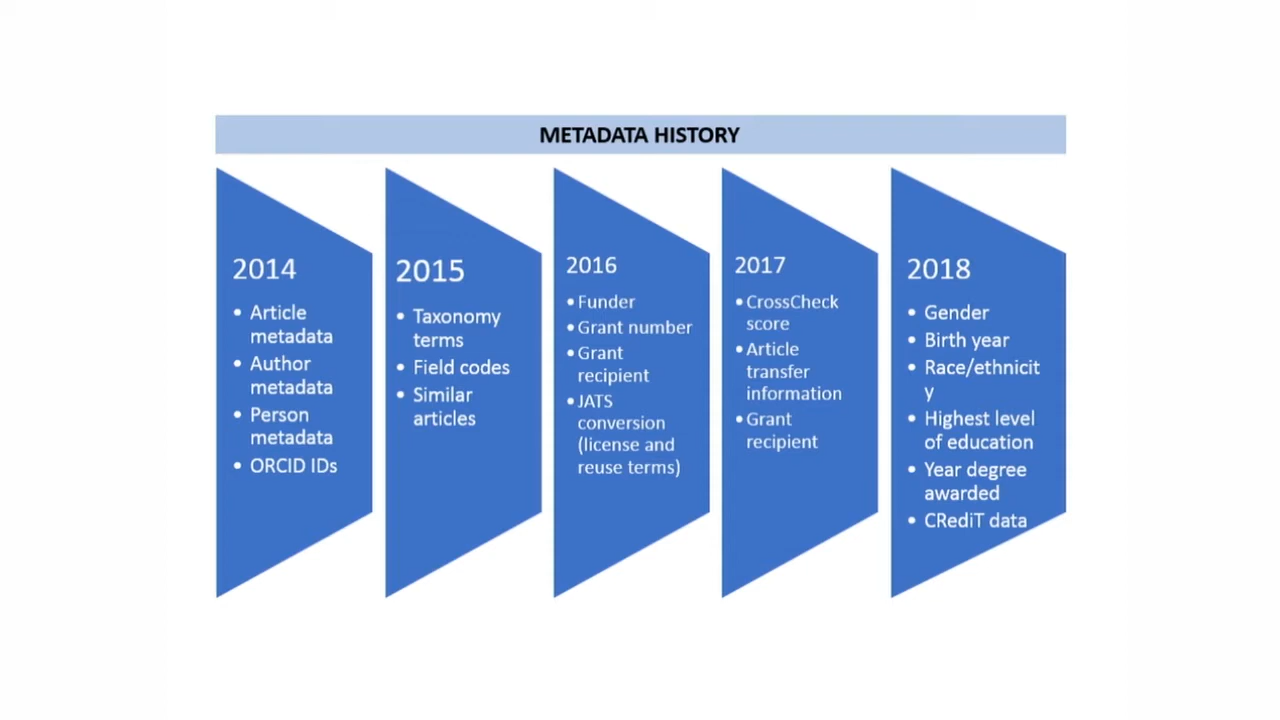 METADATA HISTORY
2014
• Article
metadata
• Author
metadata
• Person
metadata
• ORCID IDs
2015
• Taxonomy
terms
• Field codes
• Similar
articles
2016
• Funder
• Grant number
• Grant
recipient
• JATS
conversion
(license and
reuse terms)
2017
• CrossCheck
score
• Article
transfer
information
• Grant
recipient
2018
• Gender
• Birth year
• Race/ethnicit
y
• Highest level
of education
• Year degree
awarded
• CRediT data